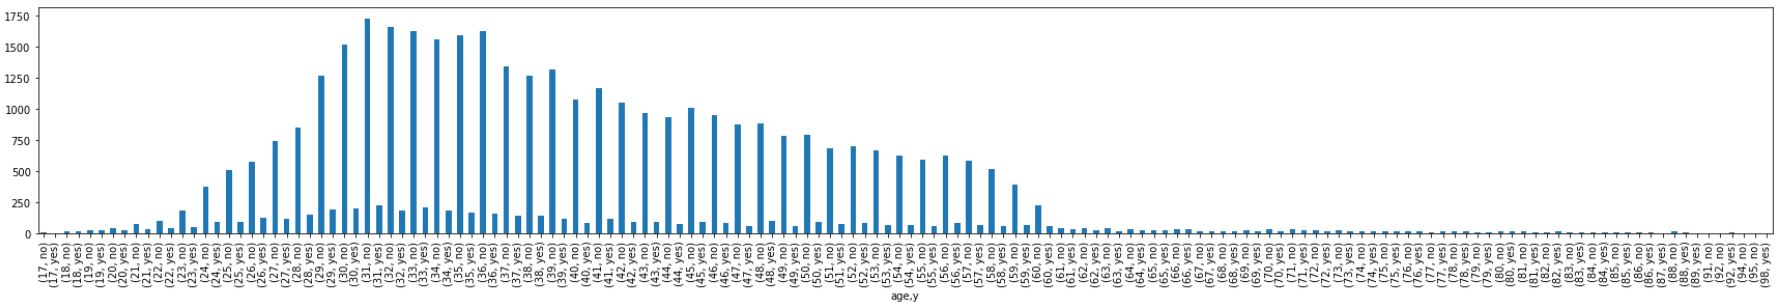 1750
1500
1250
1000
750
500
250
0
(17, no)
(17, yes)
(18, no)
(18, yes)
(19, no)
(19, yes)
(20, no)
(20, yes)
(21, no)
(21, yes)
(22, no)
(22, yes)
(23, no)
(23, yes)
(24, no)
(24, yes)
(25, no)
(25, yes)
(26, no)
(26, yes)
(27, no)
(27, yes)
(28, no)
(28, yes)
(29, no)
(29, yes)
(30, no)
(30, yes)
(31, no)
(31, yes)
(32, no)
(32, yes)
(33, no)
(33, yes)
(34, no)
(34, yes)
(35, no)
(35, yes)
(36, no)
(36, yes)
(37, no)
(37, yes)
(38, no)
(38, yes)
(39, no)
(39, yes)
(40, no)
(40, yes)
(41, no)
(41, yes)
(42, no)
(42, yes)
(43, no)
(43, yes)
(44, no)
(44, yes)
(45, no)
(45, yes)
(46, no)
(46, yes)
(47, no)
(47, yes)
(48, no)
(48, yes)
(49, no)
(49, yes)
(50, no)
(50, yes)
(51, no)
(51, yes)
(52, no)
(52, yes)
(53, no)
(53, yes)
(54, no)
(54, yes)
(55, no)
(55, yes)
(56, no)
(56, yes)
(57, no)
(57, yes)
(58, no)
(58, yes)
(59, no)
(59, yes)
(60, no)
(60, yes)
(61, no)
(61, yes)
(62, no)
(62, yes)
(63, no)
(63, yes)
(64, no)
(64, yes)
(65, no)
(65, yes)
(66, no)
(66, yes)
(67, no)
(67, yes)
(68, no)
(68, yes)
(69, no)
(69, yes)
(70, no)
(70, yes)
(71, no)
(71, yes)
(72, no)
(72, yes)
(73, no)
(73, yes)
(74, no)
(74, yes)
(75, no)
(75, yes)
(76, no)
(76, yes)
(77, no)
(77, yes)
(78, no)
(78, yes)
(79, no)
(79, yes)
(80, no)
(80, yes)
(81, no)
(81, yes)
(82, no)
(82, yes)
(83, no)
(83, yes)
(84, no)
(84, yes)
(85, no)
(85, yes)
(86, no)
(86, yes)
(87, yes)
(88, no)
(88, yes)
(89, yes)
(91, no)
(92, no)
(92, yes)
(94, no)
(95, no)
(98, yes)
age,y